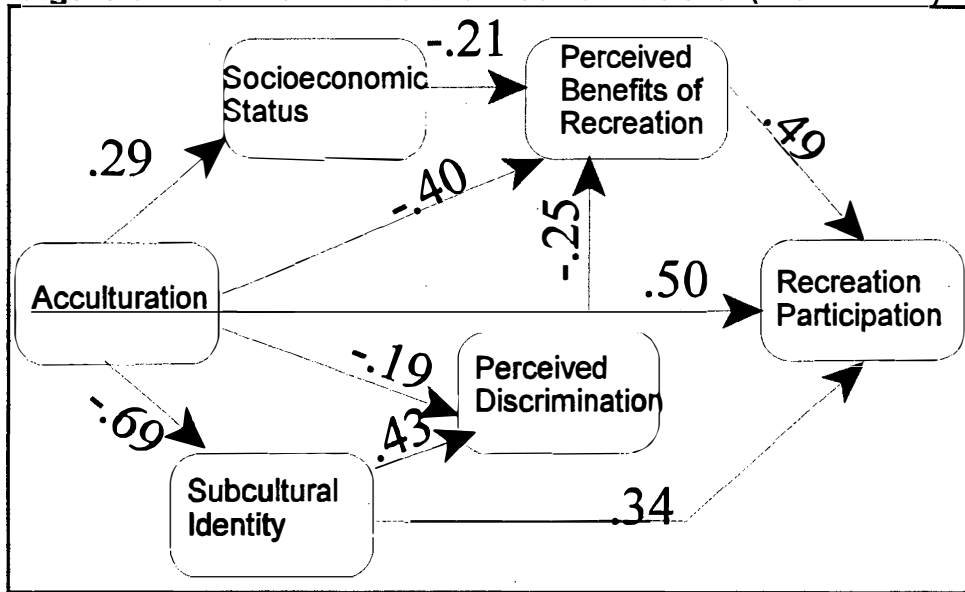 -.21
Socioeconomic
Status
Perceived
Benefits of
Recreation
.29
-.40
.49
-.25
Acculturation
.50
Recreation
Participation
-.19
Perceived
Discrimination
-.69
.43
Subcultural
Identity
.34